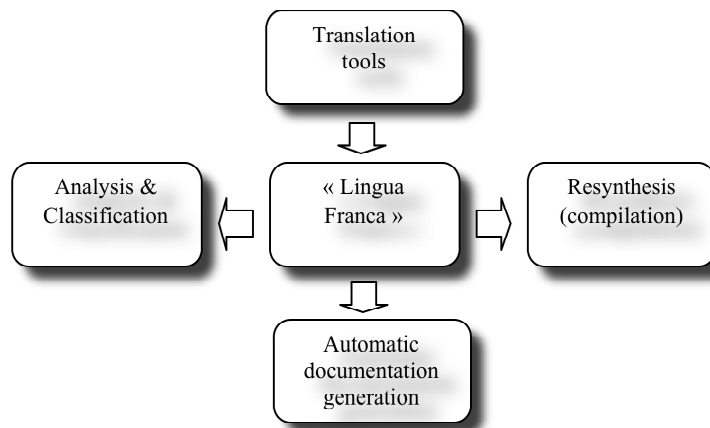 Translation
tools
Analysis &
Classification
« Lingua
Franca »
Resynthesis
(compilation)
Automatic
documentation
generation